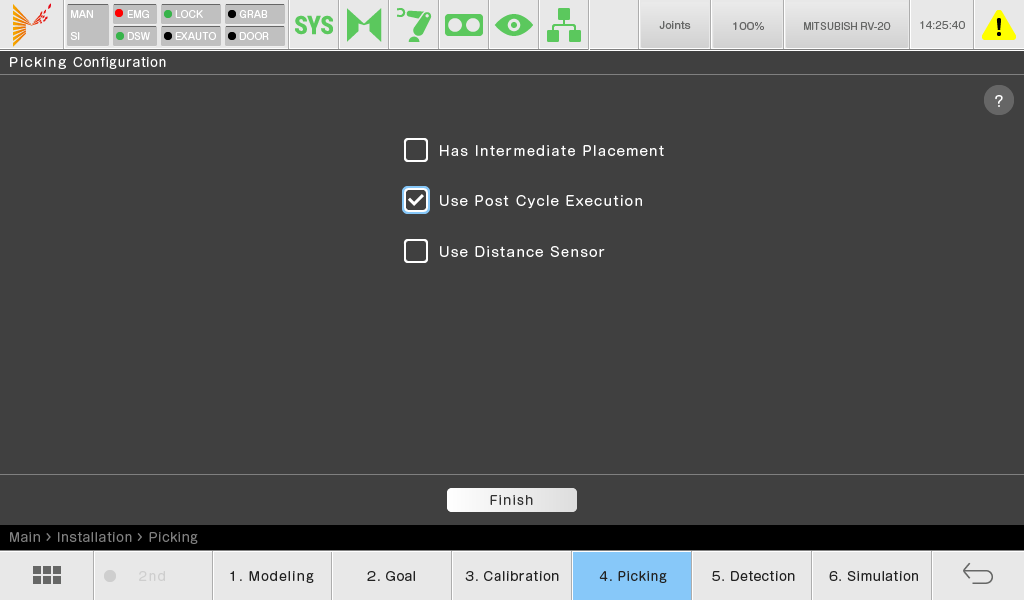 MAN EMG LOCK GRAB
SI DSW EXAUTO DOOR
SYS
Joints
100%
MITSUBISH RV-20
14:25:40
Picking Configuration
?
Has Intermediate Placement
Use Post Cycle Execution
Use Distance Sensor
Finish
Main > Installation > Picking
2nd
1. Modeling
2. Goal
3. Calibration
4. Picking
5. Detection
6. Simulation